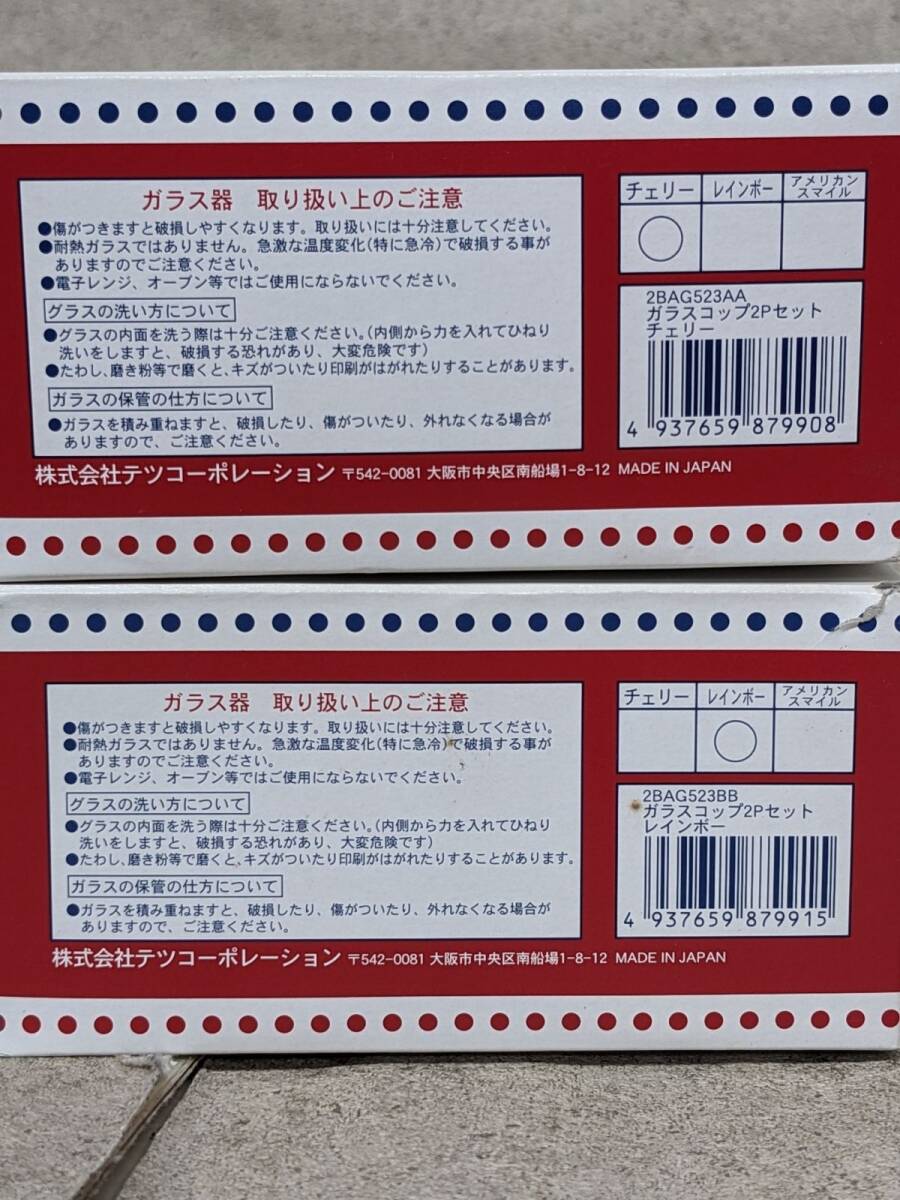 ガラス器　取り扱い上のご注意
●傷がつきますと破損しやすくなります。取り扱いには十分注意してください。
●耐熱ガラスではありません。急激な温度変化(特に急冷)で破損する事が
ありますのでご注意ください。
●電子レンジ、オーブン等ではご使用にならないでください。
グラスの洗い方について
●グラスの内面を洗う際は十分ご注意ください。(内側から力を入れてひねり
洗いをしますと、破損する恐れがあり、大変危険です)
●たわし、磨き粉等で磨くと、キズがついたり印刷がはがれたりすることがあります。
ガラスの保管の仕方について
●ガラスを積み重ねますと、破損したり、傷がついたり、外れなくなる場合が
ありますので、ご注意ください。
チェリー レインボー アメリカン
スマイル
2BAG523AA
ガラスコップ2Pセット
チェリー
4 937659 879908
株式会社テツコーポレーション 〒542-0081 大阪市中央区南船場1-8-12 MADE IN JAPAN
ガラス器　取り扱い上のご注意
●傷がつきますと破損しやすくなります。取り扱いには十分注意してください。
●耐熱ガラスではありません。急激な温度変化(特に急冷)で破損する事が
ありますのでご注意ください。
●電子レンジ、オーブン等ではご使用にならないでください。
グラスの洗い方について
●グラスの内面を洗う際は十分ご注意ください。(内側から力を入れてひねり
洗いをしますと、破損する恐れがあり、大変危険です)
●たわし、磨き粉等で磨くと、キズがついたり印刷がはがれたりすることがあります。
ガラスの保管の仕方について
●ガラスを積み重ねますと、破損したり、傷がついたり、外れなくなる場合が
ありますので、ご注意ください。
チェリー レインボー アメリカン
スマイル
2BAG523BB
ガラスコップ2Pセット
レインボー
4 937659 879915
株式会社テツコーポレーション 〒542-0081 大阪市中央区南船場1-8-12 MADE IN JAPAN